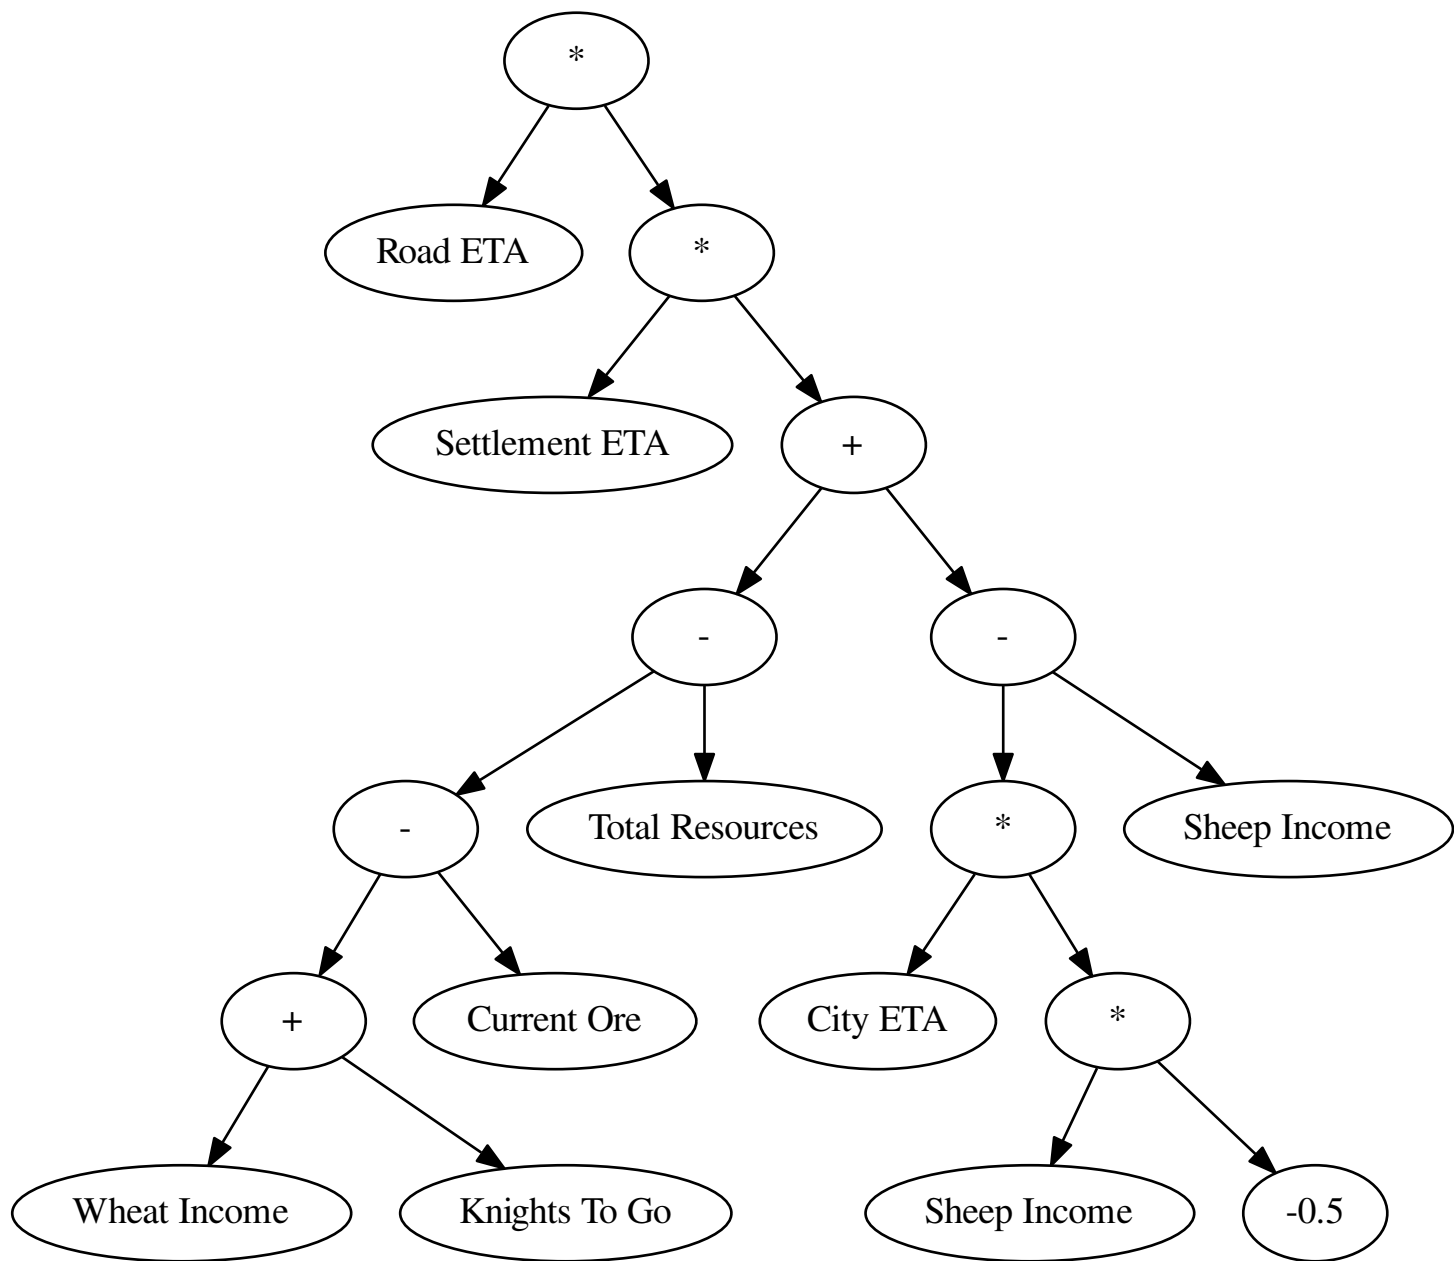 *
Road ETA
*
Settlement ETA
+
-
-
-
Total Resources
*
Sheep Income
+
Current Ore
City ETA
*
Wheat Income
Knights To Go
Sheep Income
-0.5